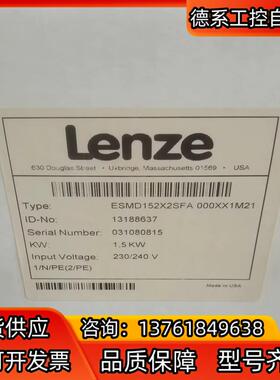 德系工控自
Lenze
630 Douglas Street • Uxbridge, Massachusetts 01569 • USA
Type: ESMD152X2SFA 000XX1M21
ID-No: 13188637
Serial Number: 031080815
KW: 1,5 KW
Input Voltage: 230/240 V
1/N/PE(2/PE)
Made in USA
货供应 咨询：13761849638
可开发票 品质保障 型号齐